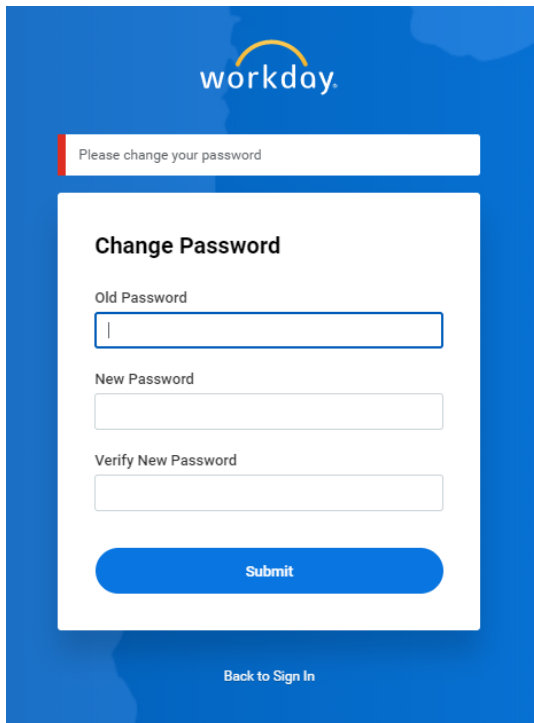 workday.
Please change your password
Change Password
Old Password
New Password
Verify New Password
Submit
Back to Sign In